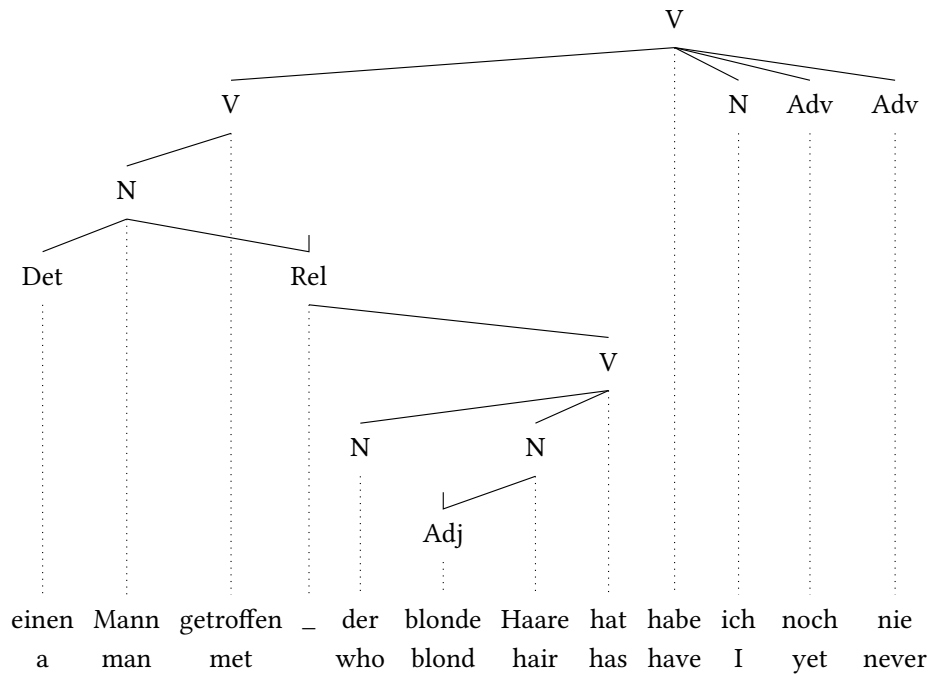 V
V N Adv Adv
N
Det Rel
V
N N
Adj
einen Mann getroffen _ der blonde Haare hat habe ich noch nie
a man met who blond hair has have I yet never